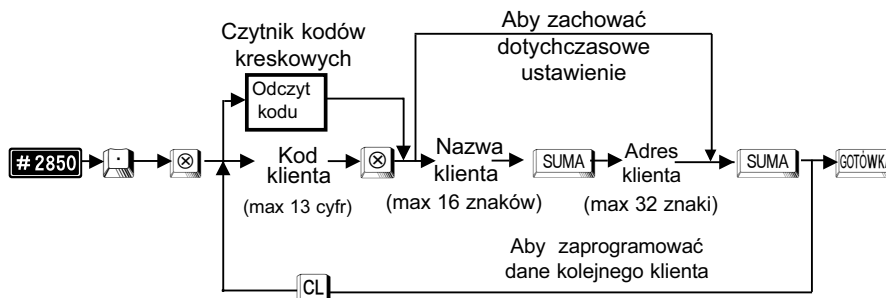 Czytnik kodów
kreskowych
Aby zachować
dotychczasowe
ustawienie
Odczyt
kodu
#2850
·
⊗
Kod
klienta
(max 13 cyfr)
⊗
Nazwa
klienta
(max 16 znaków)
SUMA
Adres
klienta
(max 32 znaki)
SUMA
GOTÓWKA
Aby zaprogramować
dane kolejnego klienta
CL